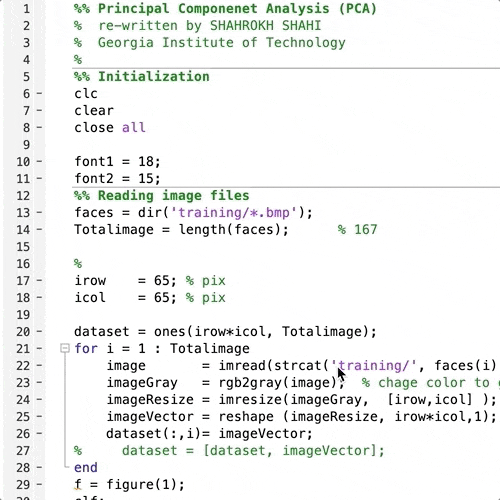 1 %% Principal Componenet Analysis (PCA)
2 % re-written by SHAHROKH SHAHI
3 % Georgia Institute of Technology
4 %
5 %% Initialization
6 - clc
7 - clear
8 - close all
9
10 - font1 = 18;
11 - font2 = 15;
12 %% Reading image files
13 - faces = dir('training/*.bmp');
14 - Totalimage = length(faces); % 167
15
16 %
17 - irow = 65; % pix
18 - icol = 65; % pix
19
20 - dataset = ones(irow*icol, Totalimage);
21 - for i = 1 : Totalimage
22 - image = imread(strcat('training/', faces(i)
23 - imageGray = rgb2gray(image); % chage color to
24 - imageResize = imresize(imageGray, [irow,icol] );
25 - imageVector = reshape (imageResize, irow*icol,1);
26 - dataset(:,i)= imageVector;
27 % dataset = [dataset, imageVector];
28 - end
29 - f = figure(1);